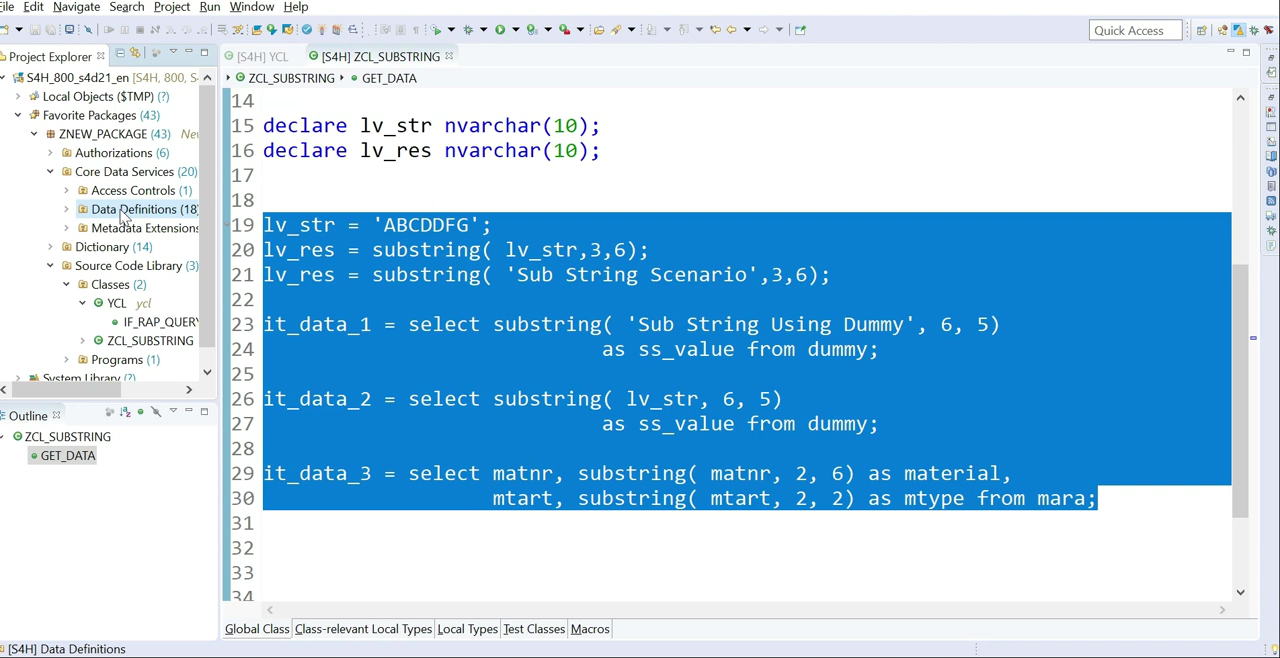 ile Edit Navigate Search Project Run Window Help
Quick Access
Project Explorer
[S4H] YCL
[S4H] ZCL_SUBSTRING
S4H_800_s4d21_en [S4H, 800, S-
Local Objects ($TMP) (?)
Favorite Packages (43)
ZNEW_PACKAGE (43) Nev
Authorizations (6)
Core Data Services (20)
Access Controls (1)
Data Definitions (18)
Metadata Extensions
Dictionary (14)
Source Code Library (3)
Classes (2)
YCL ycl
IF_RAP_QUERY
ZCL_SUBSTRING
Programs (1)
System Library (?)
Outline
ZCL_SUBSTRING
GET_DATA
ZCL_SUBSTRING GET_DATA
14
15 declare lv_str nvarchar(10);
16 declare lv_res nvarchar(10);
17
18
19 lv_str = 'ABCDDFG';
20 lv_res = substring( lv_str,3,6);
21 lv_res = substring( 'Sub String Scenario',3,6);
22
23 it_data_1 = select substring( 'Sub String Using Dummy', 6, 5)
24 as ss_value from dummy;
25
26 it_data_2 = select substring( lv_str, 6, 5)
27 as ss_value from dummy;
28
29 it_data_3 = select matnr, substring( matnr, 2, 6) as material,
30 mtart, substring( mtart, 2, 2) as mtype from mara;
31
32
33
34
Global Class Class-relevant Local Types Local Types Test Classes Macros
[S4H] Data Definitions